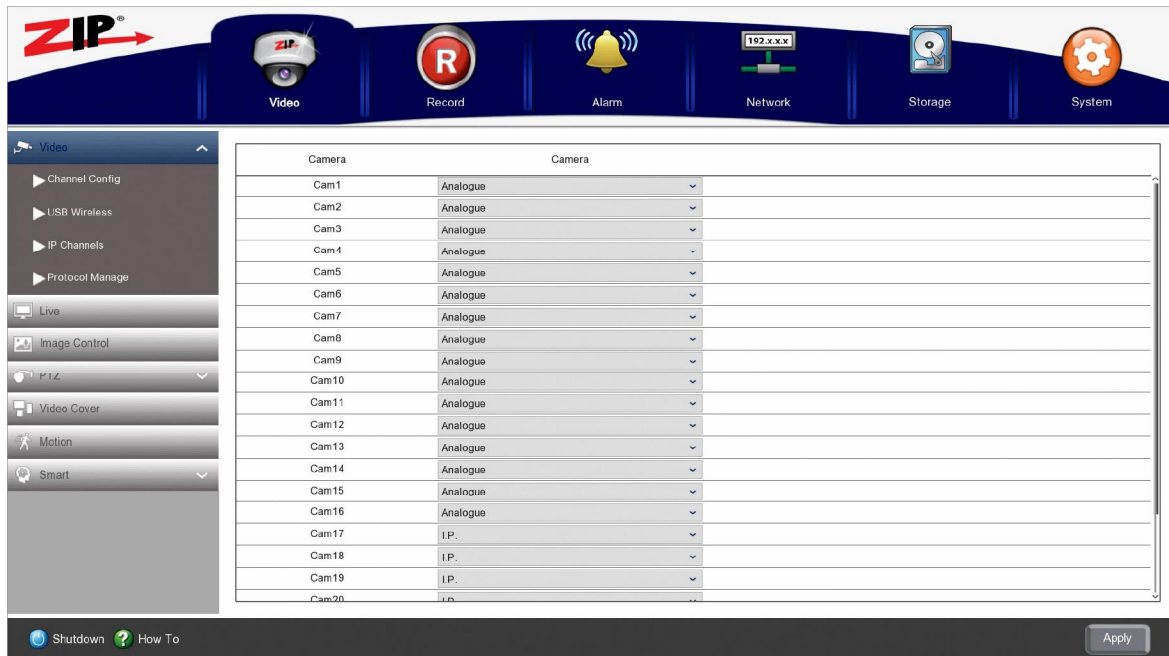 ZIP®
ZIP
R
192.x.x.x
Video
Record
Alarm
Network
Storage
System
Video
Channel Config
USB Wireless
IP Channels
Protocol Manage
Live
Image Control
PTZ
Video Cover
Motion
Smart
Camera Camera
Cam1 Analogue
Cam2 Analogue
Cam3 Analogue
Cam4 Analogue
Cam5 Analogue
Cam6 Analogue
Cam7 Analogue
Cam8 Analogue
Cam9 Analogue
Cam10 Analogue
Cam11 Analogue
Cam12 Analogue
Cam13 Analogue
Cam14 Analogue
Cam15 Analogue
Cam16 Analogue
Cam17 I.P.
Cam18 I.P.
Cam19 I.P.
Cam20 I.P.
Shutdown ? How To
Apply